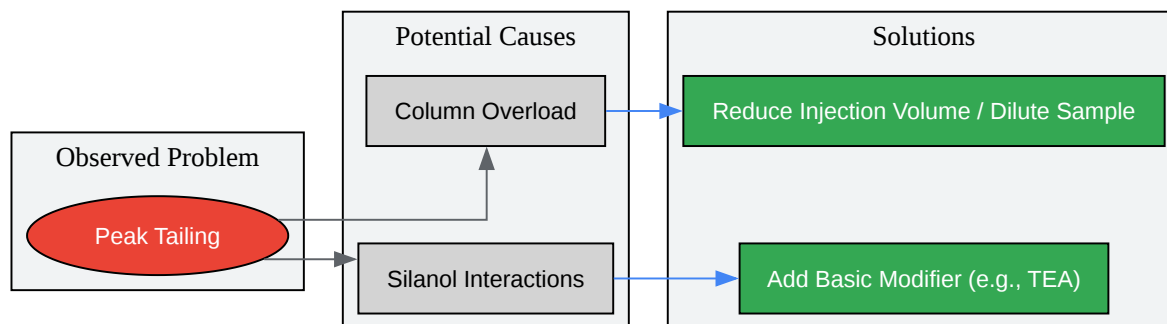 Observed Problem
Peak Tailing
Potential Causes
Column Overload
Silanol Interactions
Solutions
Reduce Injection Volume / Dilute Sample
Add Basic Modifier (e.g., TEA)